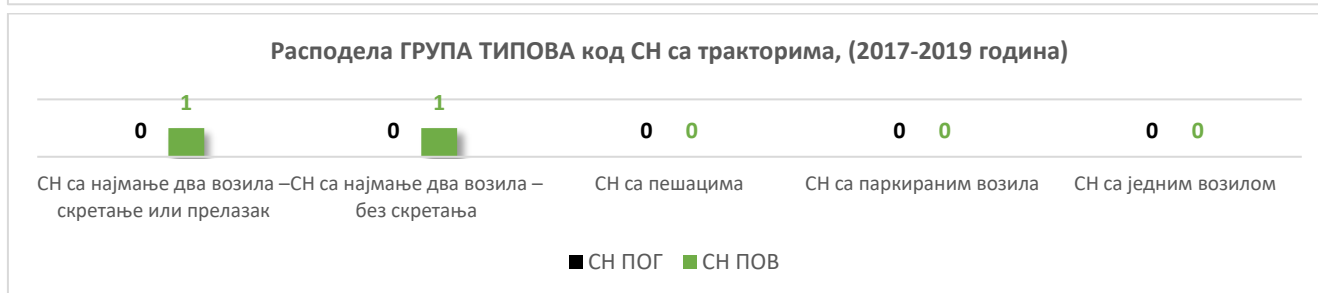 Расподела ГРУПА ТИПОВА код СН са тракторима, (2017-2019 година)
1 1
0 0 0 0 0 0 0 0
СН са најмање два возила – СН са најмање два возила – СН са пешацима СН са паркираним возила СН са једним возилом
скретање или прелазак без скретања
СН ПОГ СН ПОВ